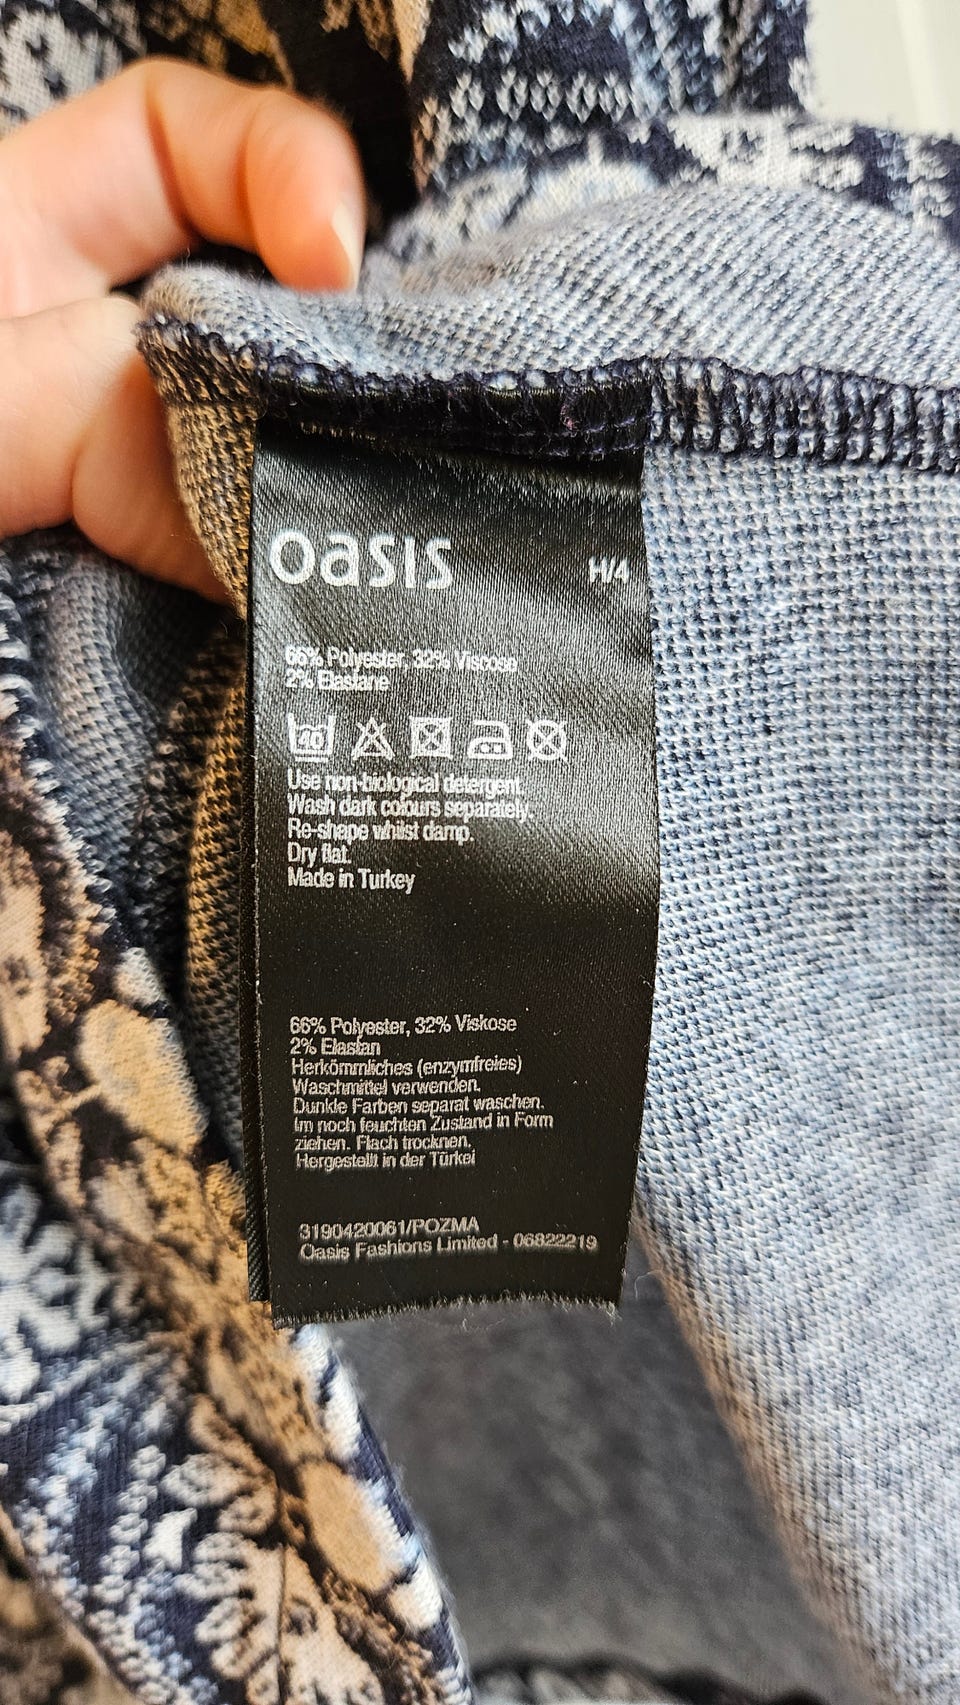 oasis
H/4
66% Polyester, 32% Viscose
2% Elastane
40
Use non-biological detergent.
Wash dark colours separately.
Re-shape whilst damp.
Dry flat.
Made in Turkey
66% Polyester, 32% Viskose
2% Elastan
Herkömmliches (enzymfreies)
Waschmittel verwenden.
Dunkle Farben separat waschen.
Im noch feuchten Zustand in Form
ziehen. Flach trocknen.
Hergestellt in der Türkei
3190420061/POZMA
Oasis Fashions Limited - 06822219